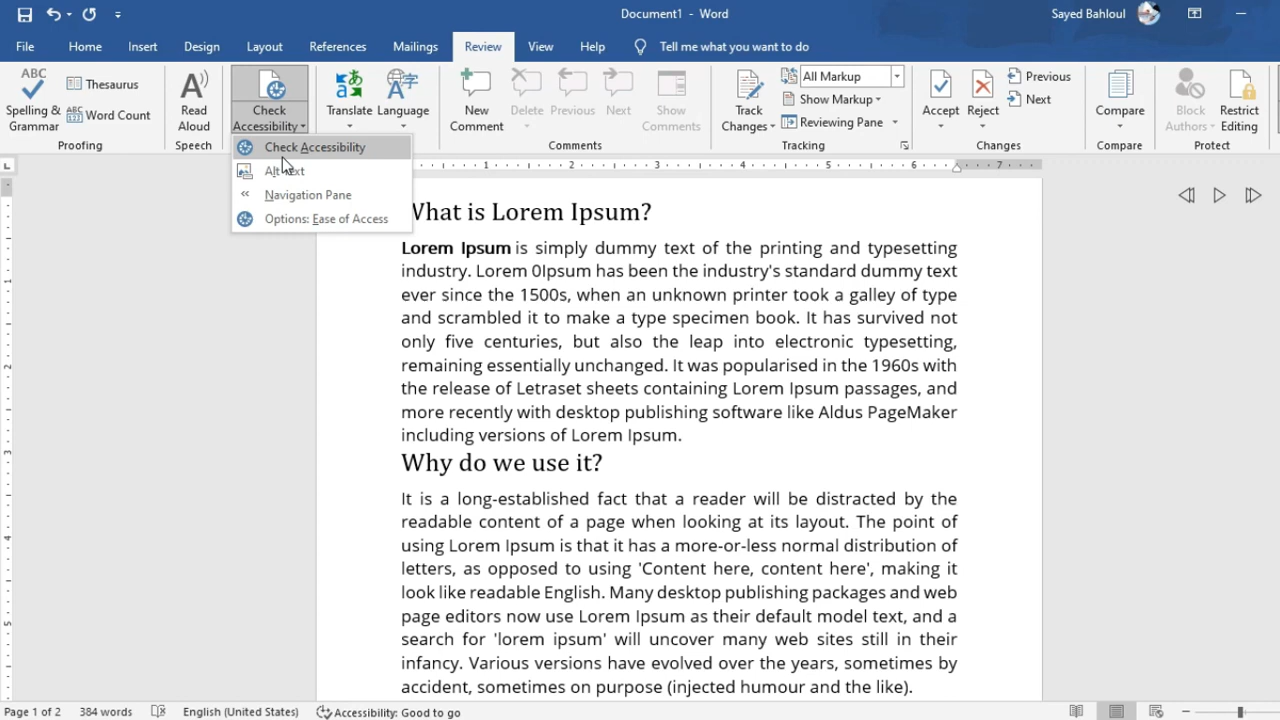 Document1 - Word
Sayed Bahloul
File Home Insert Design Layout References Mailings Review View Help Tell me what you want to do
ABC
Spelling & Grammar
Thesaurus
ABC 123 Word Count
Proofing
Read Aloud
Speech
Check Accessibility
Translate
Language
New Comment
Delete
Previous
Next
Show Comments
Comments
Track Changes
All Markup
Show Markup
Reviewing Pane
Tracking
Accept
Reject
Previous
Next
Changes
Compare
Compare
Block Authors
Restrict Editing
Protect
Check Accessibility
Alt Text
Navigation Pane
Options: Ease of Access
1 2 3 4 5 6 7
What is Lorem Ipsum?
Lorem Ipsum is simply dummy text of the printing and typesetting
industry. Lorem 0Ipsum has been the industry's standard dummy text
ever since the 1500s, when an unknown printer took a galley of type
and scrambled it to make a type specimen book. It has survived not
only five centuries, but also the leap into electronic typesetting,
remaining essentially unchanged. It was popularised in the 1960s with
the release of Letraset sheets containing Lorem Ipsum passages, and
more recently with desktop publishing software like Aldus PageMaker
including versions of Lorem Ipsum.
Why do we use it?
It is a long-established fact that a reader will be distracted by the
readable content of a page when looking at its layout. The point of
using Lorem Ipsum is that it has a more-or-less normal distribution of
letters, as opposed to using 'Content here, content here', making it
look like readable English. Many desktop publishing packages and web
page editors now use Lorem Ipsum as their default model text, and a
search for 'lorem ipsum' will uncover many web sites still in their
infancy. Various versions have evolved over the years, sometimes by
accident, sometimes on purpose (injected humour and the like).
1
2
3
4
5
Page 1 of 2 384 words English (United States) Accessibility: Good to go